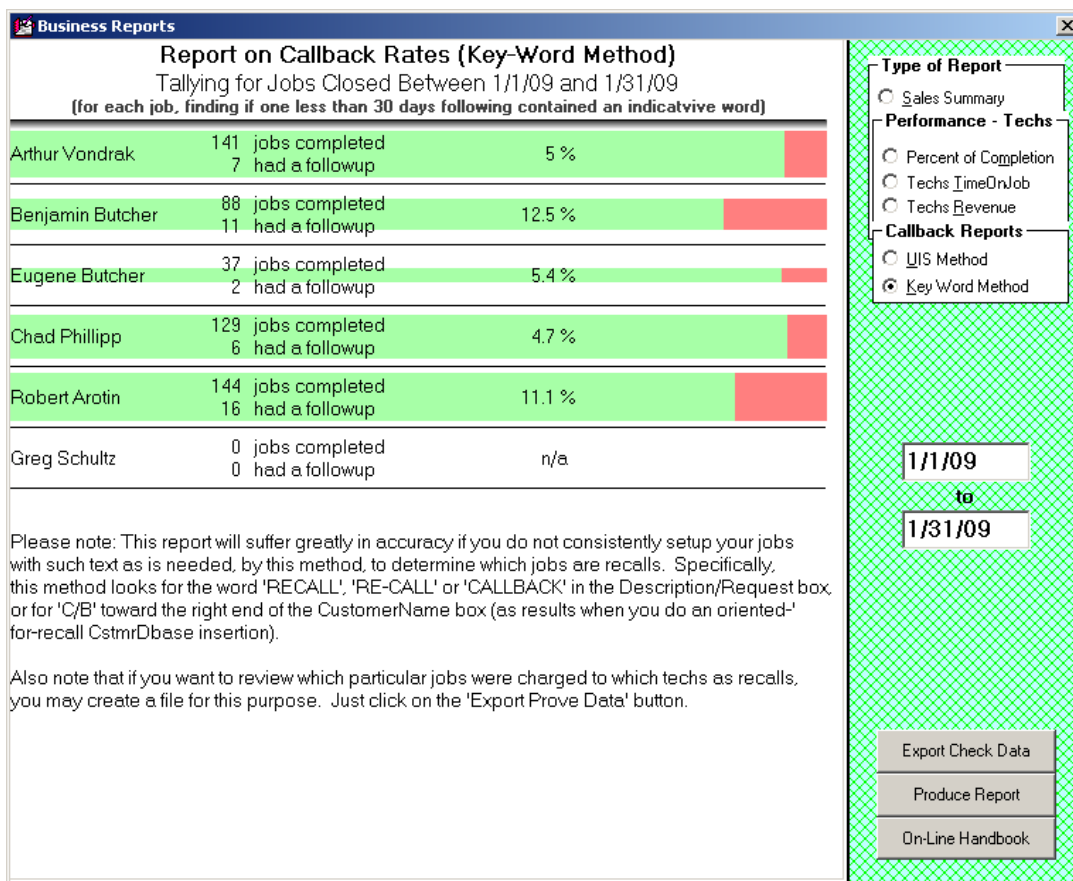 Business Reports
Report on Callback Rates (Key-Word Method)
Tallying for Jobs Closed Between 1/1/09 and 1/31/09
(for each job, finding if one less than 30 days following contained an indicatvive word)
Arthur Vondrak 141 jobs completed 5 %
7 had a followup
Benjamin Butcher 88 jobs completed 12.5 %
11 had a followup
Eugene Butcher 37 jobs completed 5.4 %
2 had a followup
Chad Phillipp 129 jobs completed 4.7 %
6 had a followup
Robert Arotin 144 jobs completed 11.1 %
16 had a followup
Greg Schultz 0 jobs completed n/a
0 had a followup
Please note: This report will suffer greatly in accuracy if you do not consistently setup your jobs
with such text as is needed, by this method, to determine which jobs are recalls. Specifically,
this method looks for the word 'RECALL', 'RE-CALL' or 'CALLBACK' in the Description/Request box,
or for 'C/B' toward the right end of the CustomerName box (as results when you do an oriented-'
for-recall CstmrDbase insertion).
Also note that if you want to review which particular jobs were charged to which techs as recalls,
you may create a file for this purpose. Just click on the 'Export Prove Data' button.
Type of Report
Sales Summary
Performance - Techs
Percent of Completion
Techs TimeOnJob
Techs Revenue
Callback Reports
UIS Method
Key Word Method
1/1/09
to
1/31/09
Export Check Data
Produce Report
On-Line Handbook